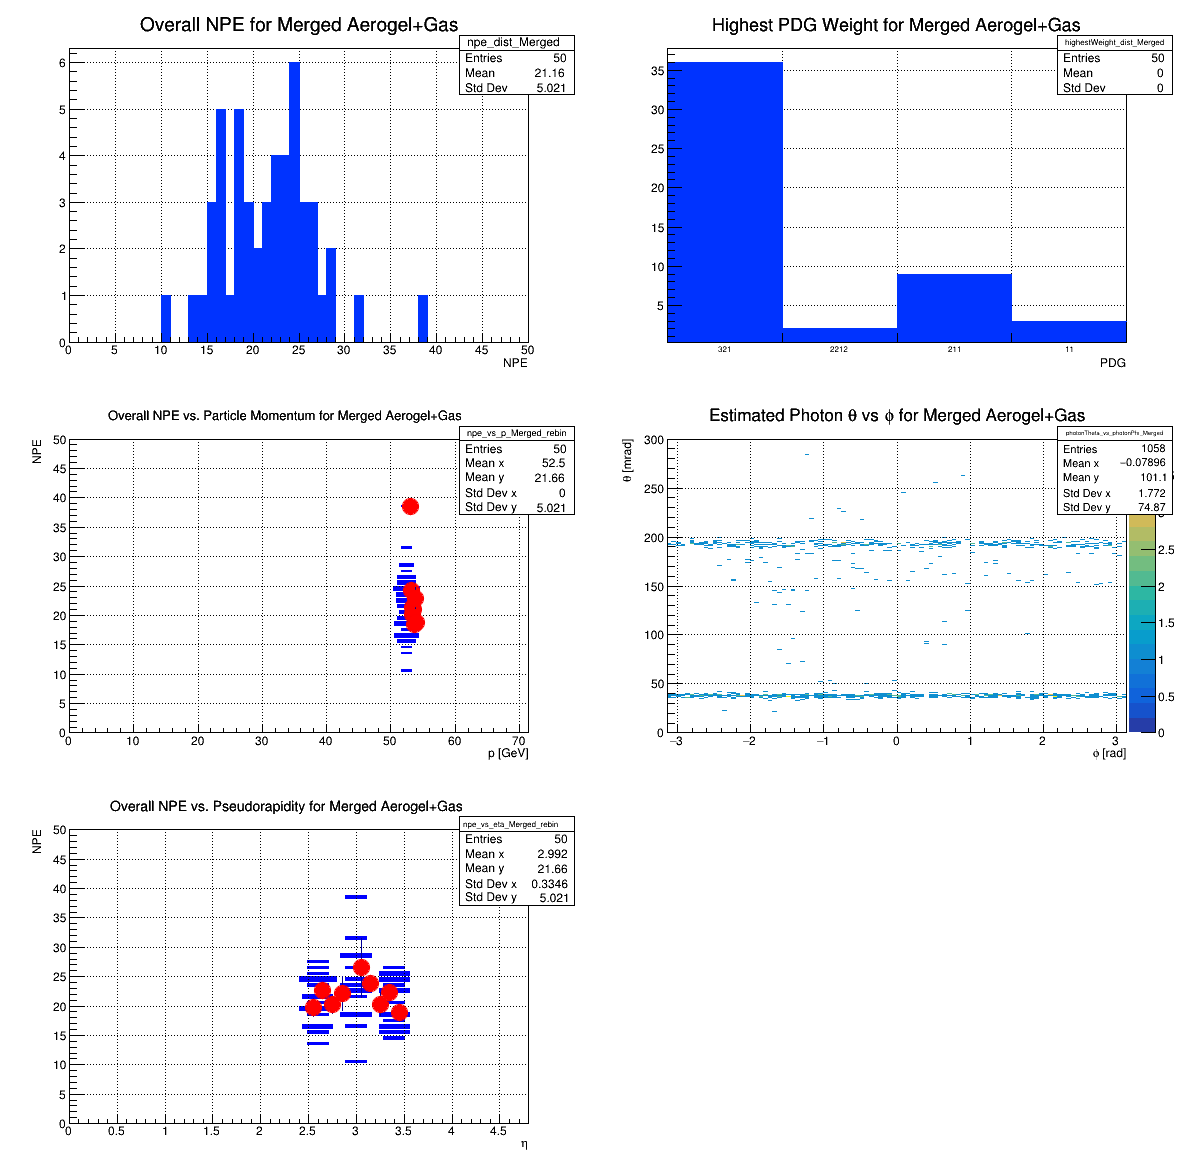 Overall NPE for Merged Aerogel+Gas
npe_dist_Merged
Entries 50
Mean 21.16
Std Dev 5.021
6
5
4
3
2
1
0
0 5 10 15 20 25 30 35 40 45 50
NPE
Highest PDG Weight for Merged Aerogel+Gas
highestWeight_dist_Merged
Entries 50
Mean 0
Std Dev 0
35
30
25
20
15
10
5
321 2212 211 11
PDG
Overall NPE vs. Particle Momentum for Merged Aerogel+Gas
npe_vs_p_Merged_rebin
Entries 50
Mean x 52.5
Mean y 21.66
Std Dev x 0
Std Dev y 5.021
NPE
50
45
40
35
30
25
20
15
10
5
0
0 10 20 30 40 50 60 70
p [GeV]
Estimated Photon θ vs ϕ for Merged Aerogel+Gas
photonTheta_vs_photonPhi_Merged
Entries 1058
Mean x −0.07896
Mean y 101.1
Std Dev x 1.772
Std Dev y 74.87
θ [mrad]
300
250
200
150
100
50
0
−3 −2 −1 0 1 2 3
ϕ [rad]
2.5
2
1.5
1
0.5
0
Overall NPE vs. Pseudorapidity for Merged Aerogel+Gas
npe_vs_eta_Merged_rebin
Entries 50
Mean x 2.992
Mean y 21.66
Std Dev x 0.3346
Std Dev y 5.021
NPE
50
45
40
35
30
25
20
15
10
5
0
0 0.5 1 1.5 2 2.5 3 3.5 4 4.5
η